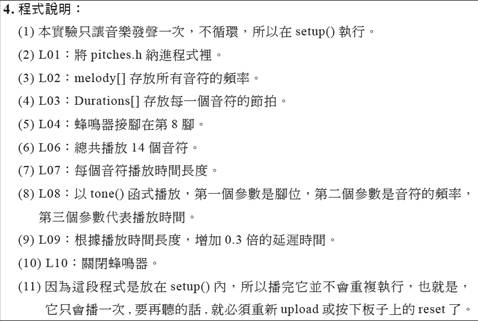 4. 程式說明：
(1) 本實驗只讓音樂發聲一次，不循環，所以在 setup() 執行。
(2) L01：將 pitches.h 納進程式裡。
(3) L02：melody[] 存放所有音符的頻率。
(4) L03：Durations[] 存放每一個音符的節拍。
(5) L04：蜂鳴器接腳在第 8 腳。
(6) L06：總共播放 14 個音符。
(7) L07：每個音符播放時間長度。
(8) L08：以 tone() 函式播放，第一個參數是腳位，第二個參數是音符的頻率，
第三個參數代表播放時間。
(9) L09：根據播放時間長度，增加 0.3 倍的延遲時間。
(10) L10：關閉蜂鳴器。
(11) 因為這段程式是放在 setup() 內，所以播完它並不會重複執行，也就是，
它只會播一次，要再聽的話，就必須重新 upload 或按下板子上的 reset 了。